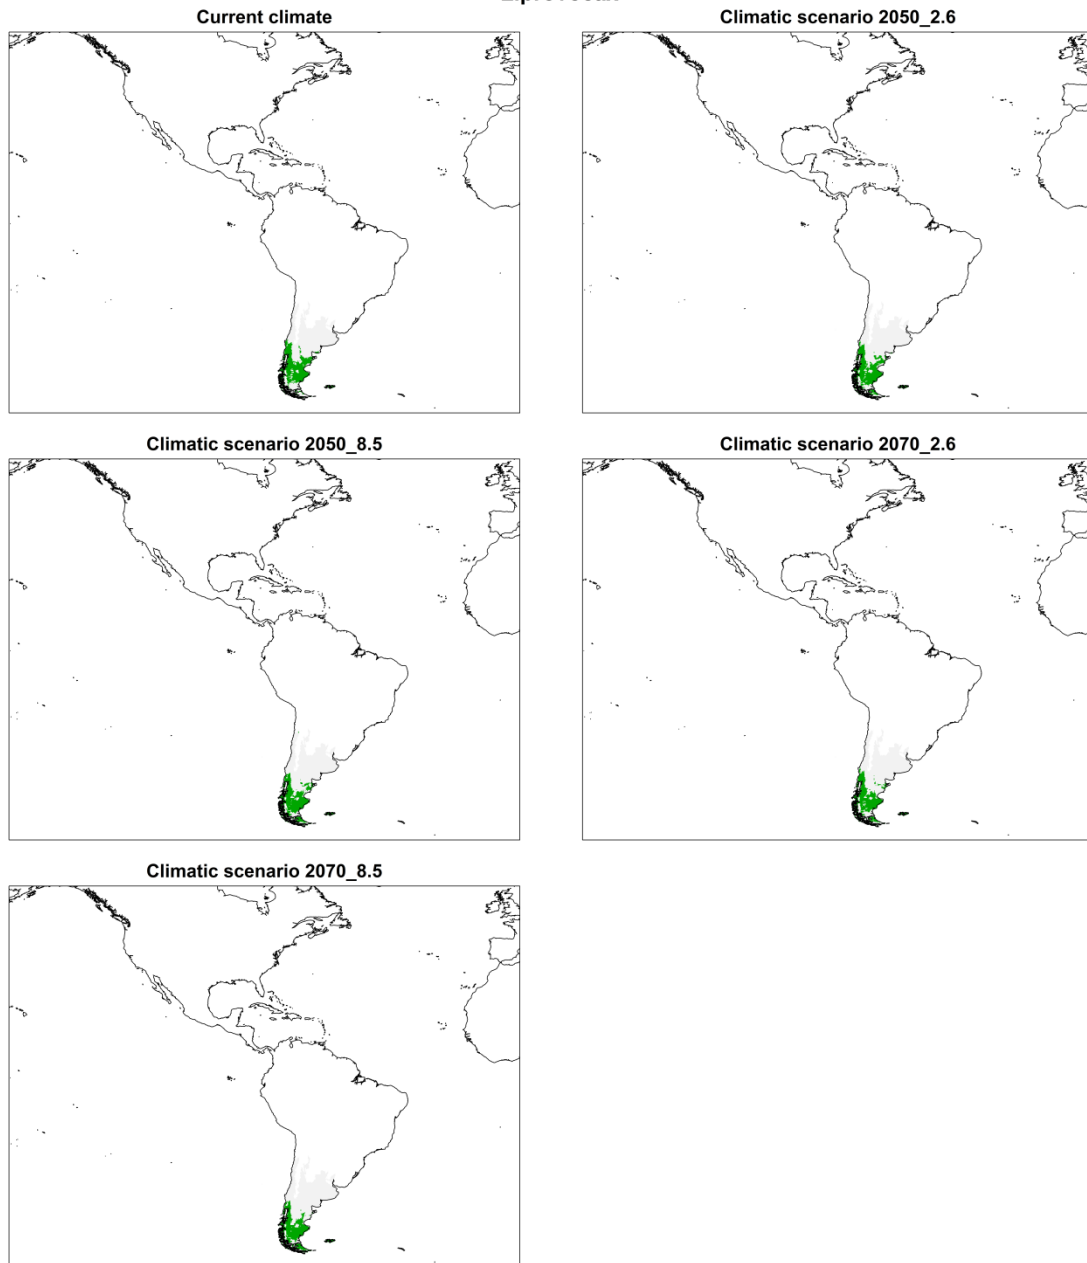 Current climate
Climatic scenario 2050_2.6
Climatic scenario 2050_8.5
Climatic scenario 2070_2.6
Climatic scenario 2070_8.5